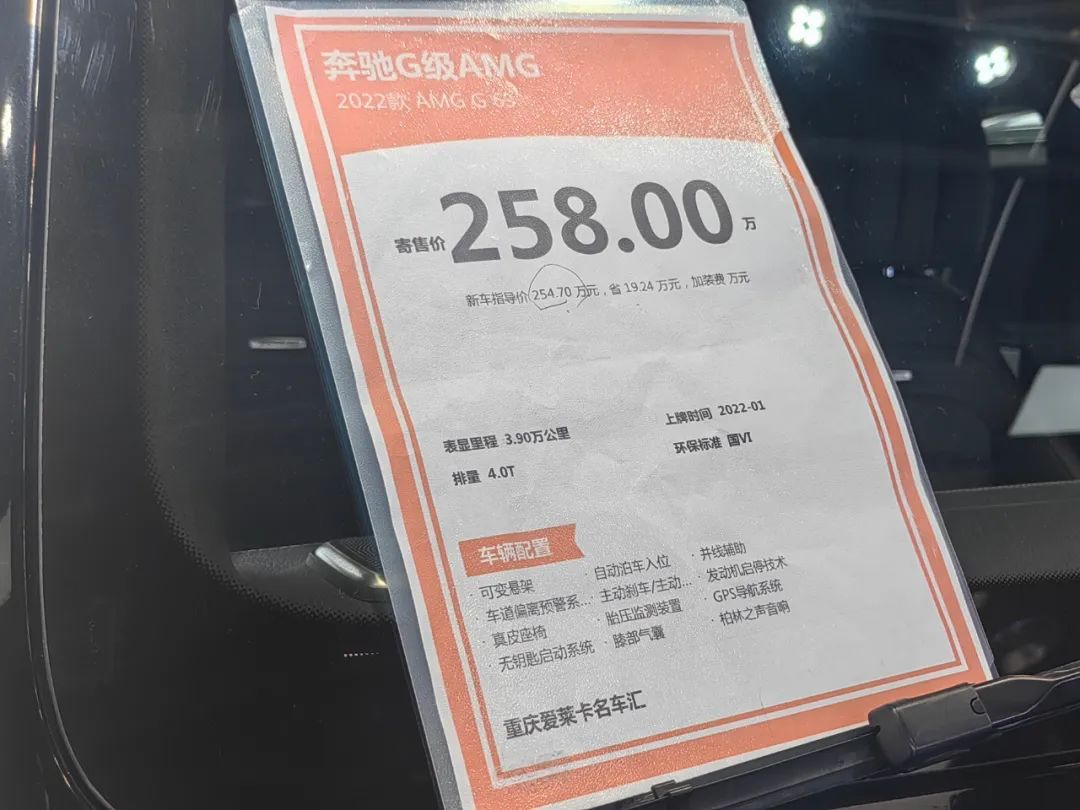 奔驰G级AMG
2022款 AMG G 63
寄售价 258.00 万
新车指导价 254.70 万元，省 19.24 万元，加装费 万元
表显里程 3.90万公里
上牌时间 2022-01
排量 4.0T
环保标准 国VI
车辆配置
· 可变悬架 · 自动泊车入位 · 并线辅助
· 车道偏离预警系... · 主动刹车/主动... · 发动机启停技术
· 真皮座椅 · 胎压监测装置 · GPS导航系统
· 无钥匙启动系统 · 膝部气囊 · 柏林之声音响
重庆爱莱卡名车汇